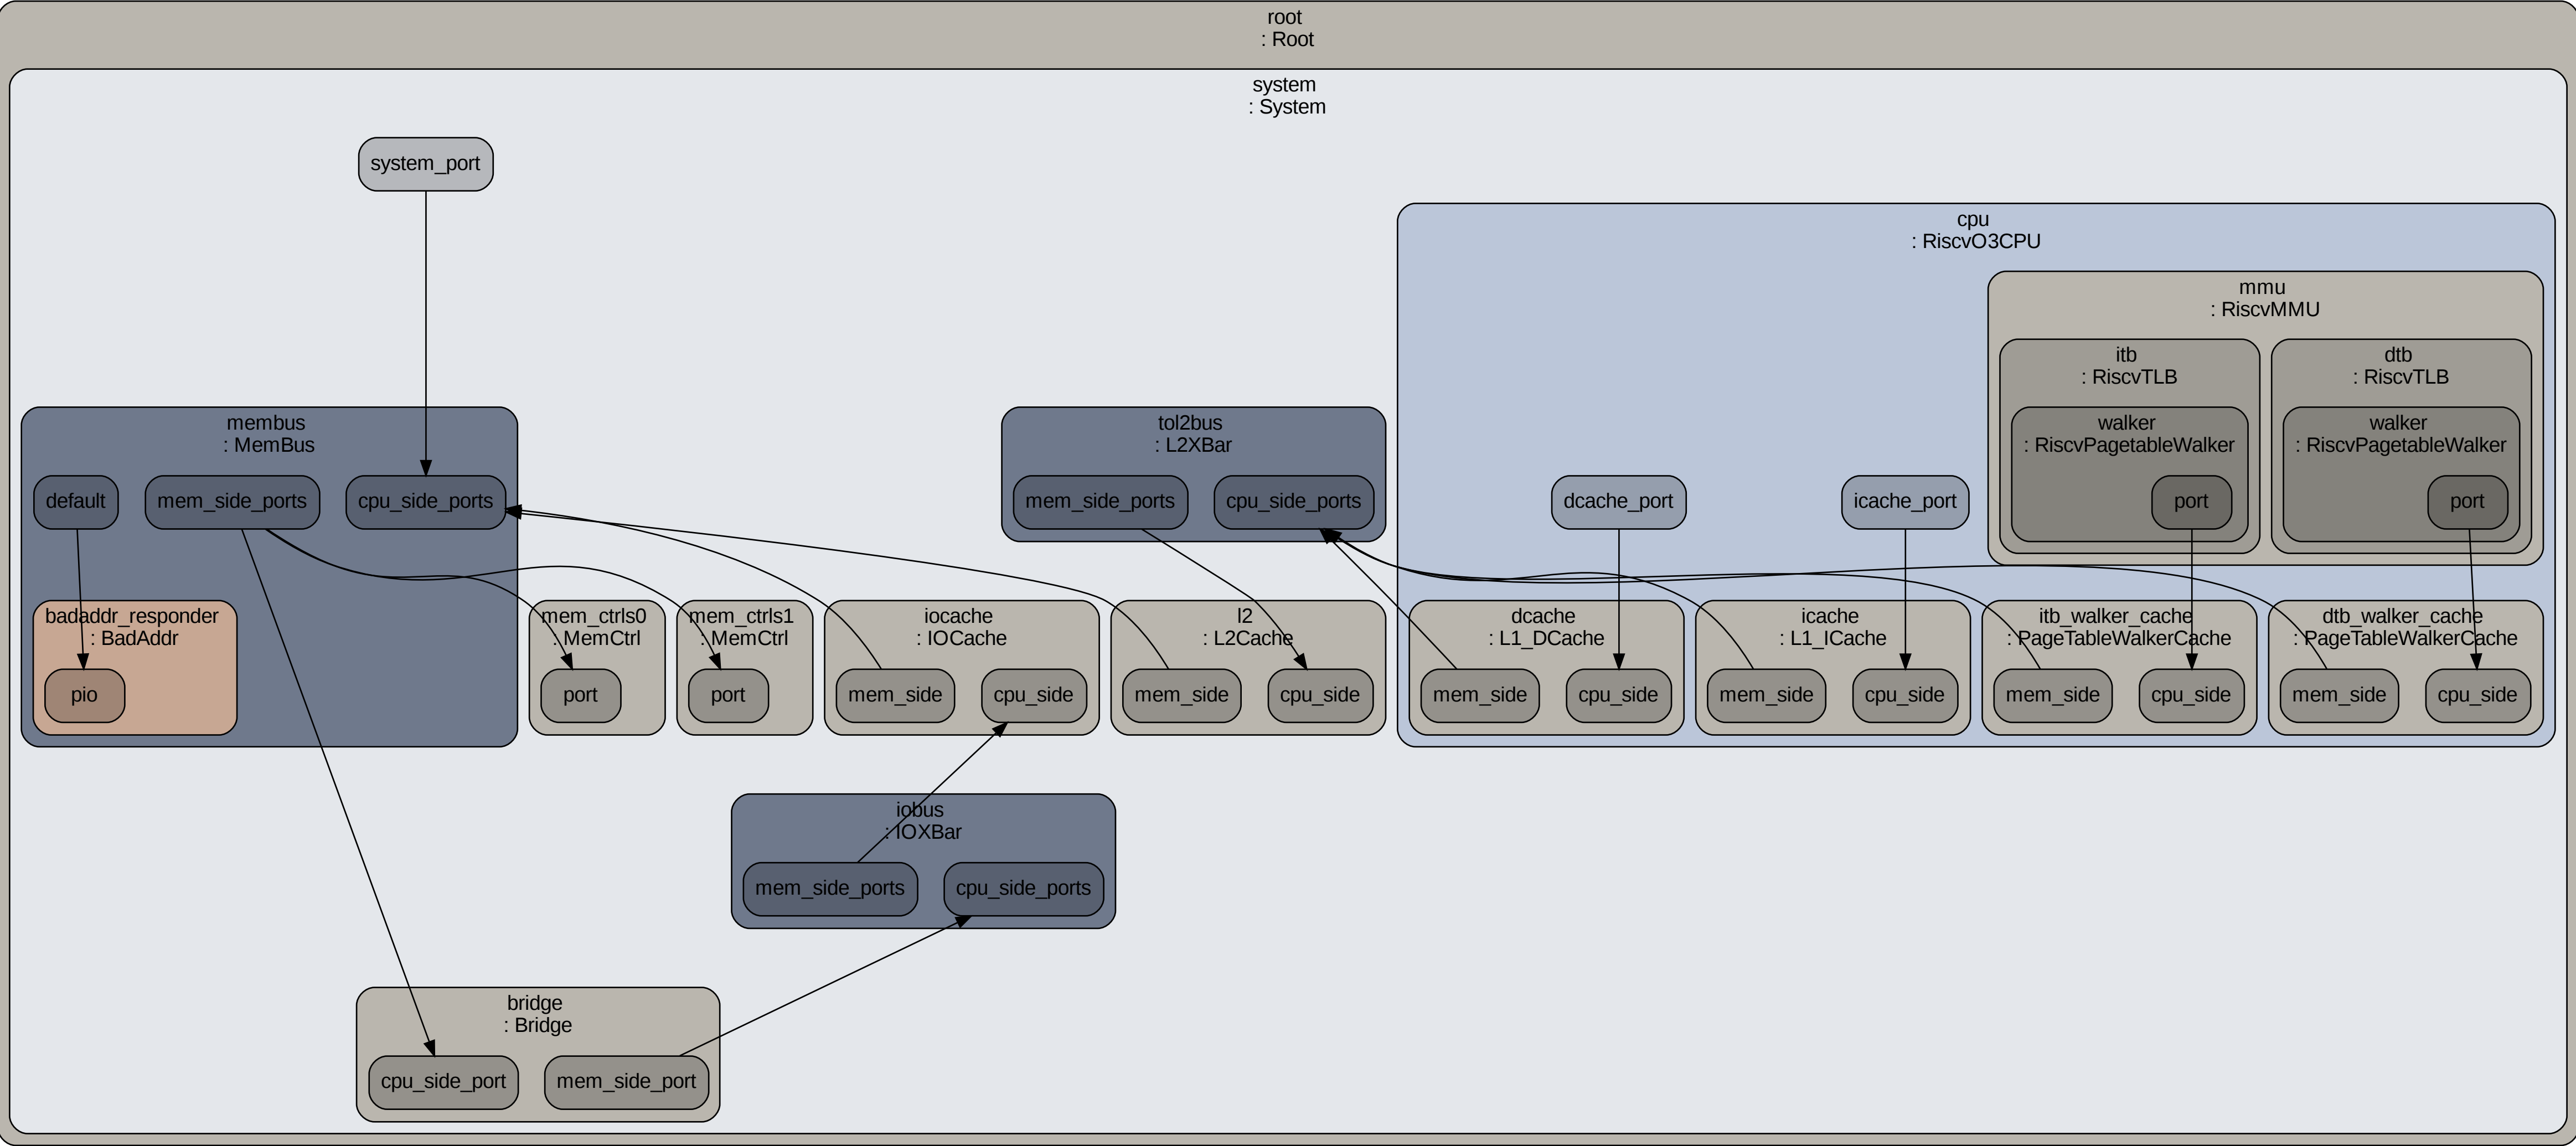 root
: Root
system
: System
system_port
cpu
: RiscvO3CPU
mmu
: RiscvMMU
itb
: RiscvTLB
dtb
: RiscvTLB
walker
: RiscvPagetableWalker
walker
: RiscvPagetableWalker
membus
: MemBus
tol2bus
: L2XBar
default
mem_side_ports
cpu_side_ports
mem_side_ports
cpu_side_ports
dcache_port
icache_port
port
port
badaddr_responder
: BadAddr
pio
mem_ctrls0
: MemCtrl
port
mem_ctrls1
: MemCtrl
port
iocache
: IOCache
mem_side
cpu_side
l2
: L2Cache
mem_side
cpu_side
dcache
: L1_DCache
mem_side
cpu_side
icache
: L1_ICache
mem_side
cpu_side
itb_walker_cache
: PageTableWalkerCache
mem_side
cpu_side
dtb_walker_cache
: PageTableWalkerCache
mem_side
cpu_side
iobus
: IOXBar
mem_side_ports
cpu_side_ports
bridge
: Bridge
cpu_side_port
mem_side_port